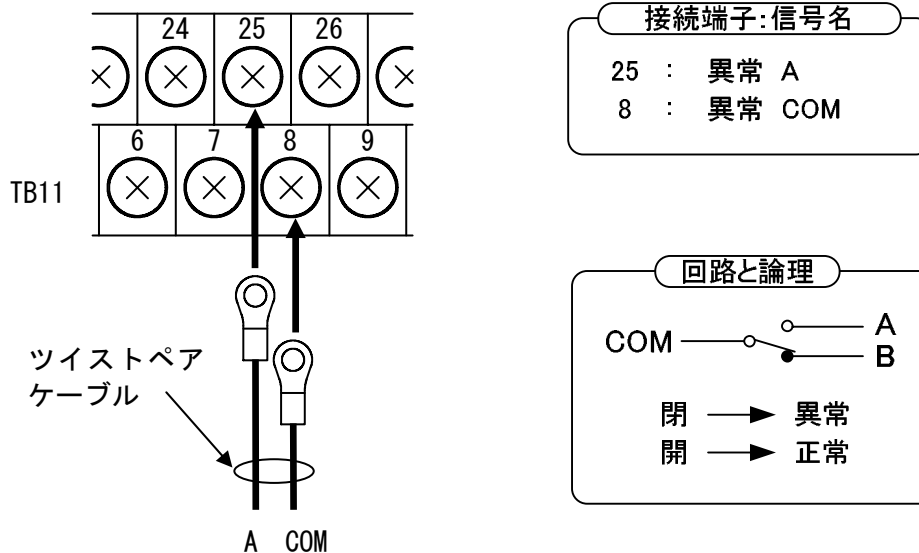 24 25 26
6 7 8 9
TB11
ツイストペア
ケーブル
A COM
接続端子:信号名
25 : 異常 A
8 : 異常 COM
回路と論理
COM
A
B
閉 異常
開 正常